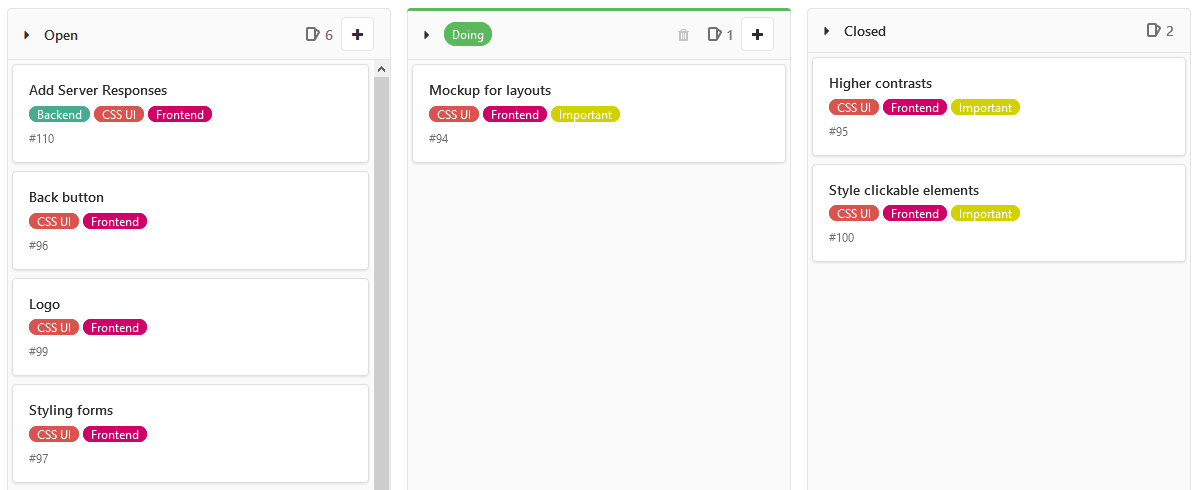 Open 6
Add Server Responses
Backend CSS UI Frontend
#110
Back button
CSS UI Frontend
#96
Logo
CSS UI Frontend
#99
Styling forms
CSS UI Frontend
#97
Doing 1
Mockup for layouts
CSS UI Frontend Important
#94
Closed 2
Higher contrasts
CSS UI Frontend Important
#95
Style clickable elements
CSS UI Frontend Important
#100